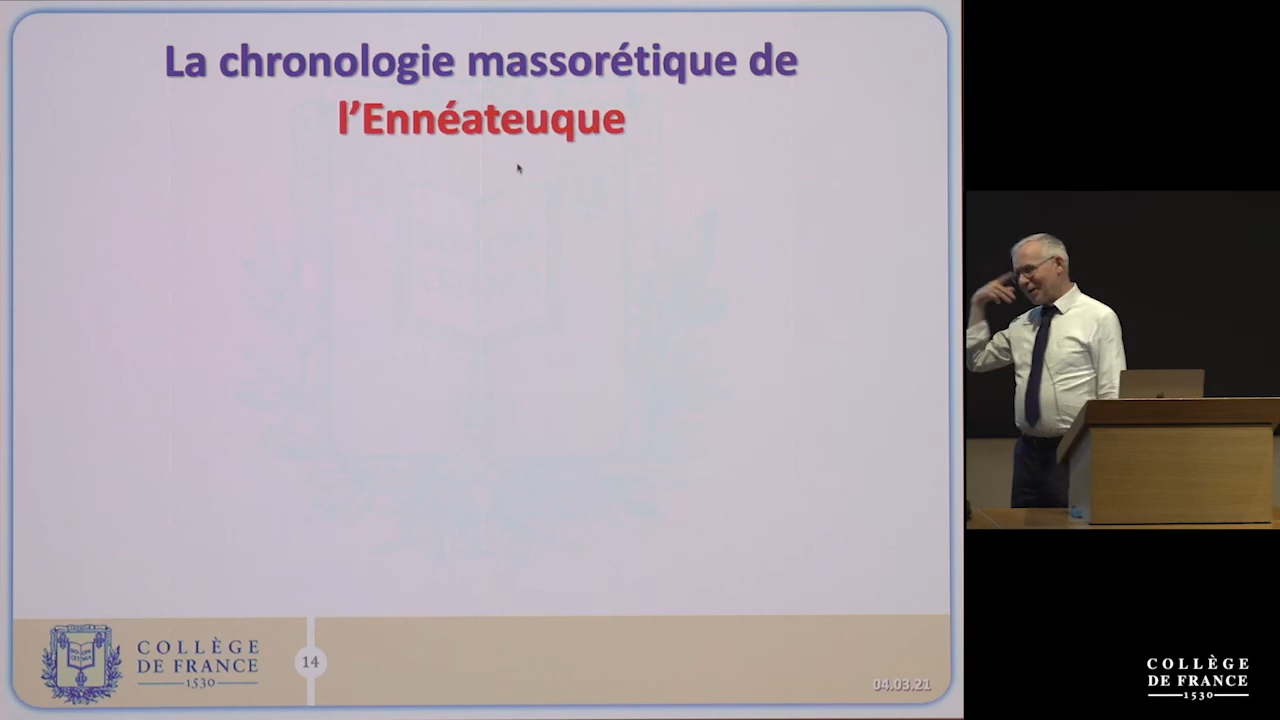 La chronologie massorétique de
l'Ennéateuque
COLLÈGE
DE FRANCE
1530
14
04.03.21
COLLÈGE
DE FRANCE
1530